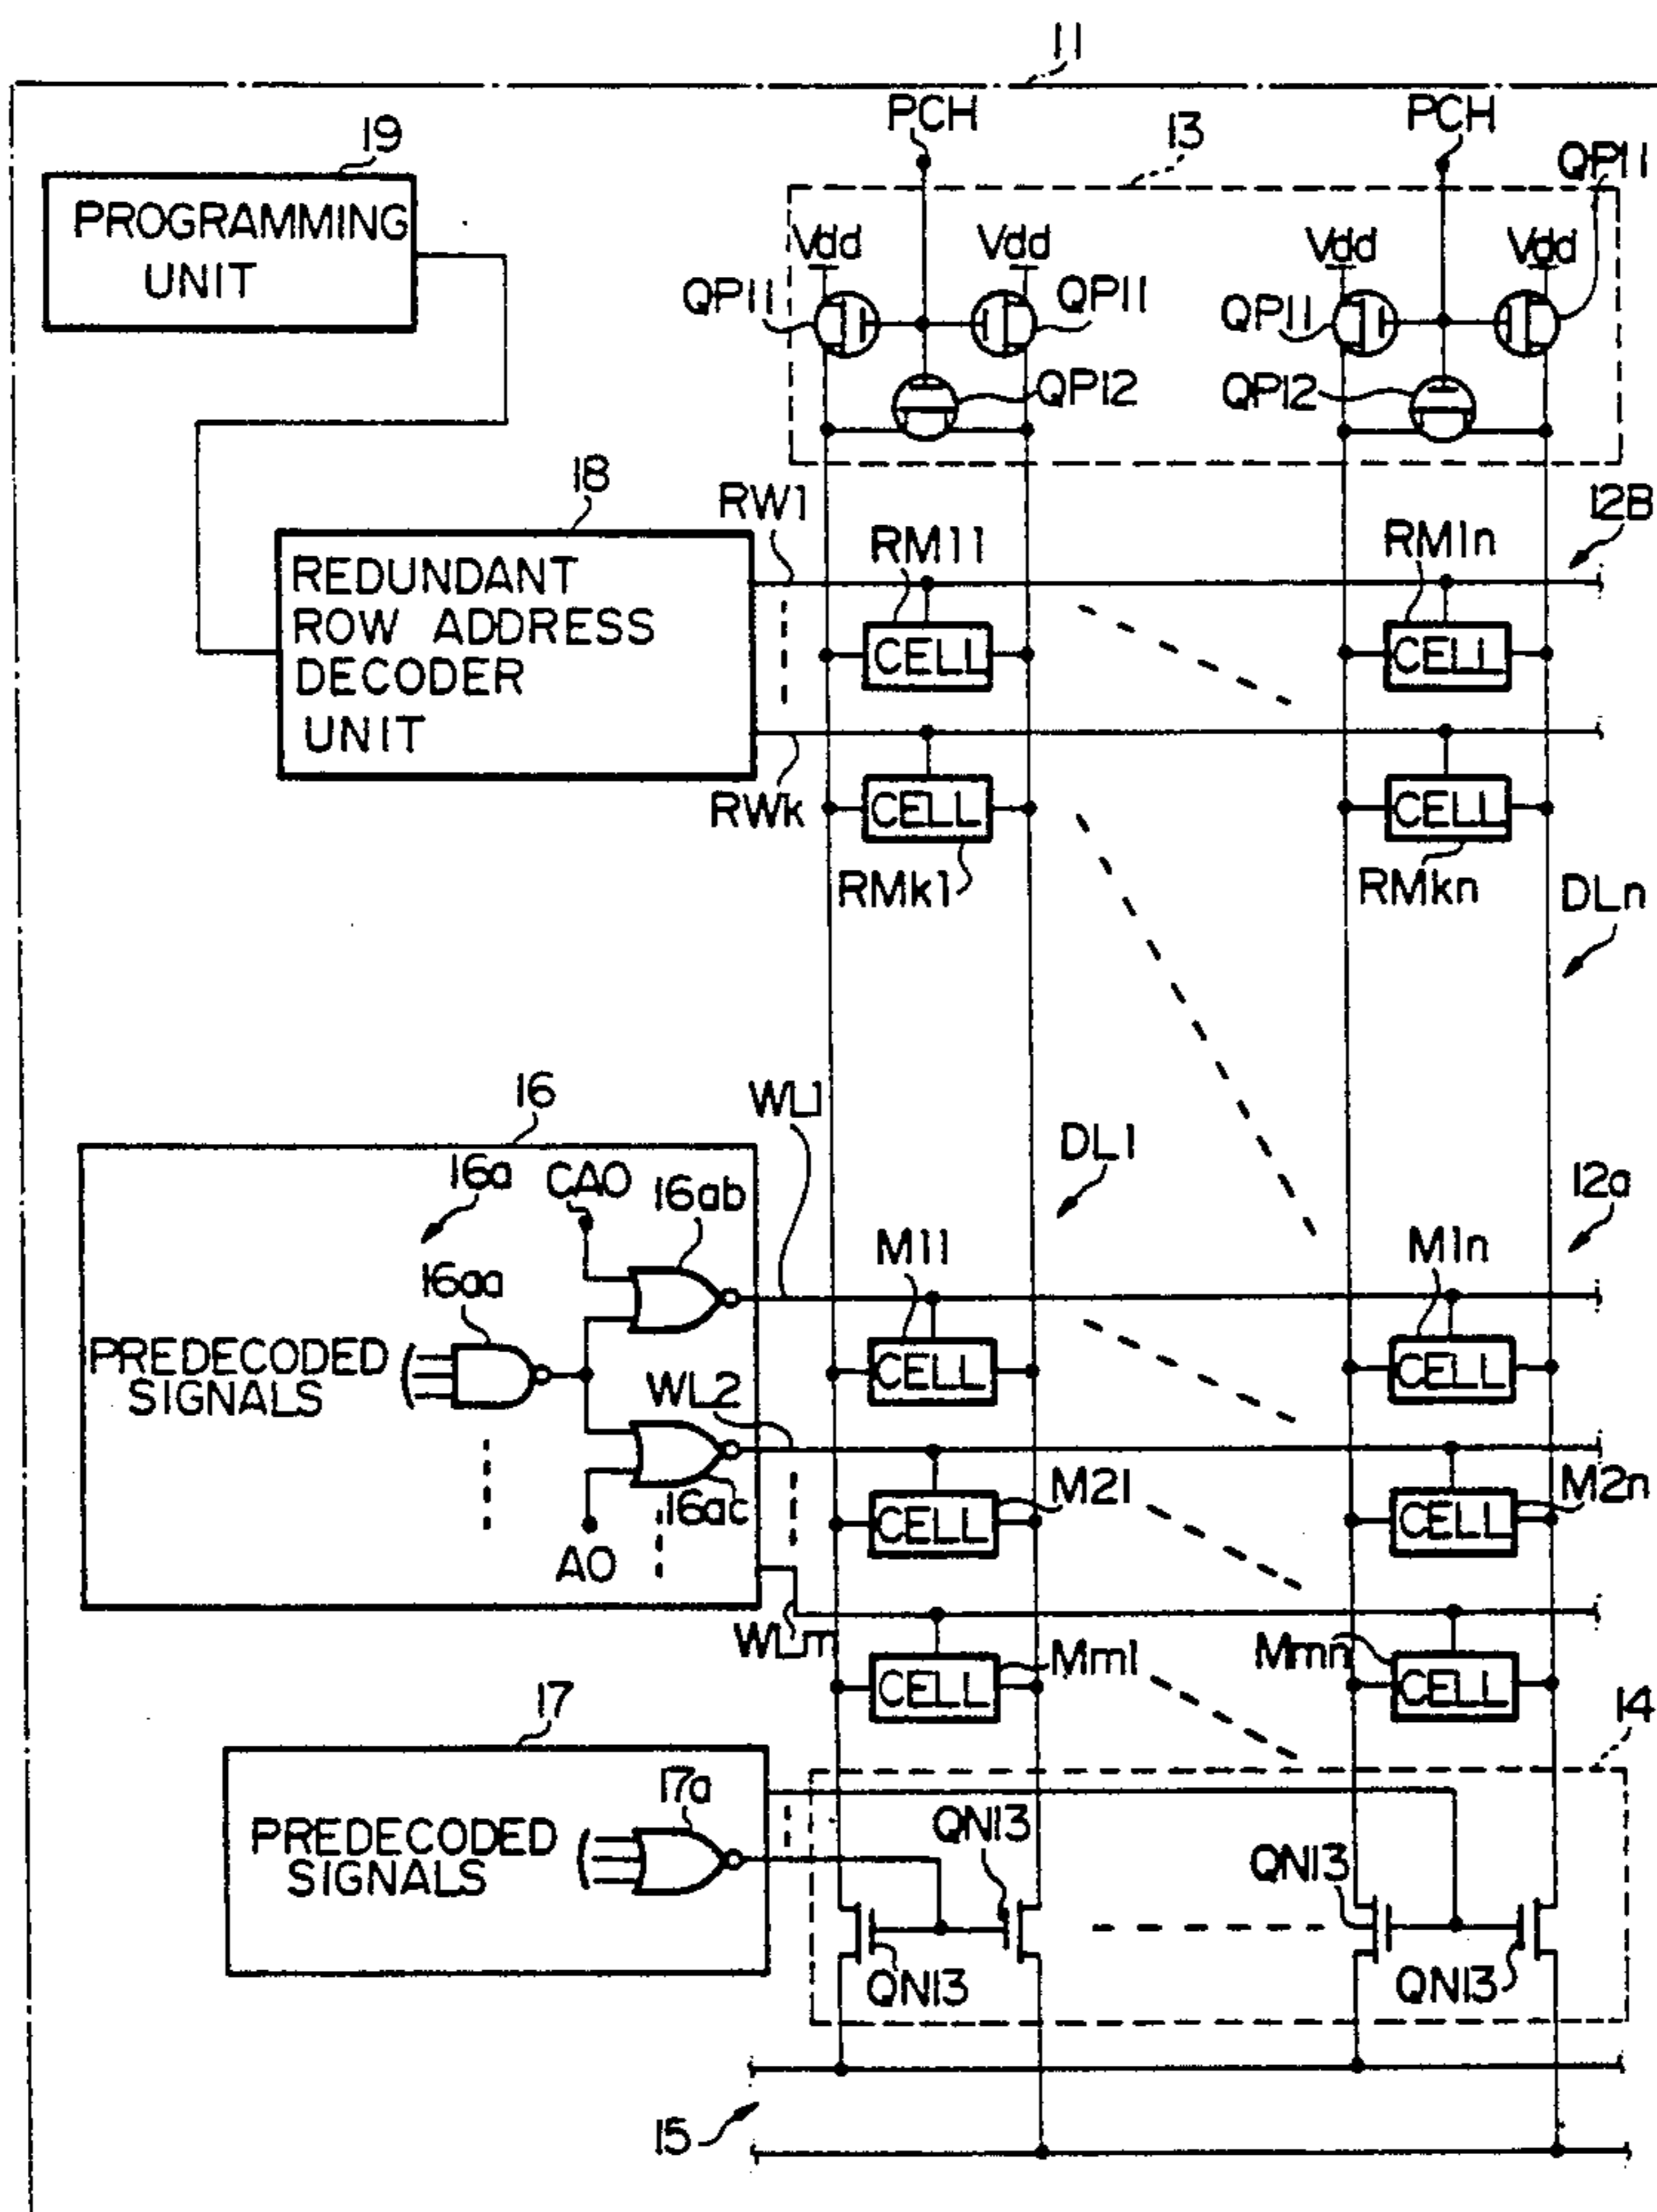 11
PCH
PCH
19
13
QP11
PROGRAMMING
UNIT
Vdd
Vdd
Vdd
Vdd
QP11
QP11
QP11
QP12
QP12
18
RW1
12B
RM11
RM1n
REDUNDANT
ROW ADDRESS
DECODER
UNIT
CELL
CELL
RWk
CELL
CELL
RMk1
RMkn
DLn
16
WL1
DL1
16a
CA0
16ab
12a
M11
M1n
16aa
PREDECODED
SIGNALS
CELL
CELL
WL2
16ac
M21
M2n
CELL
CELL
A0
WLm
Mm1
Mmn
CELL
CELL
17
14
17a
QN13
PREDECODED
SIGNALS
QN13
QN13
QN13
15